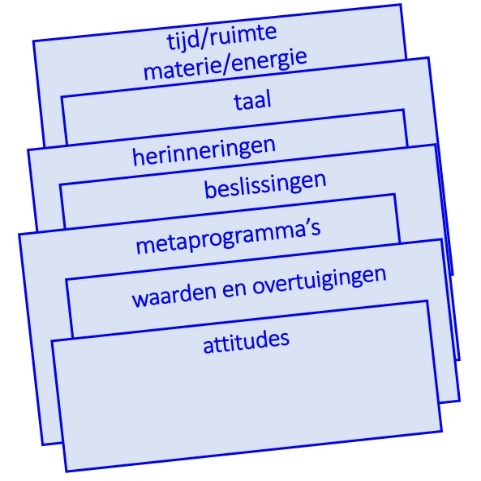 tijd/ruimte
materie/energie
taal
herinneringen
beslissingen
metaprogramma’s
waarden en overtuigingen
attitudes